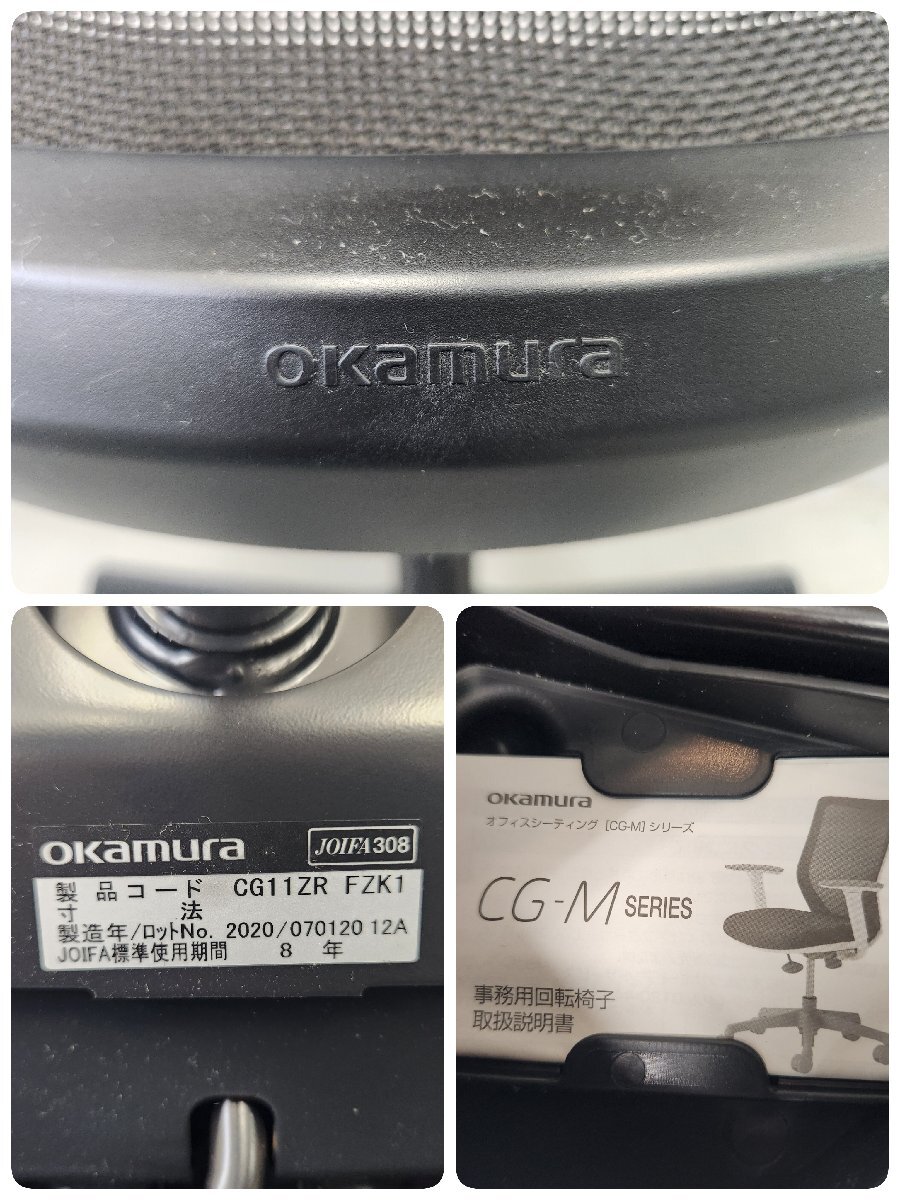 okamura
okamura
JOIFA308
製品コード CG11ZR FZK1
寸法
製造年/ロットNo. 2020/070120 12A
JOIFA標準使用期間 8 年
okamura
オフィスシーティング [CG-M] シリーズ
CG-M SERIES
事務用回転椅子
取扱説明書